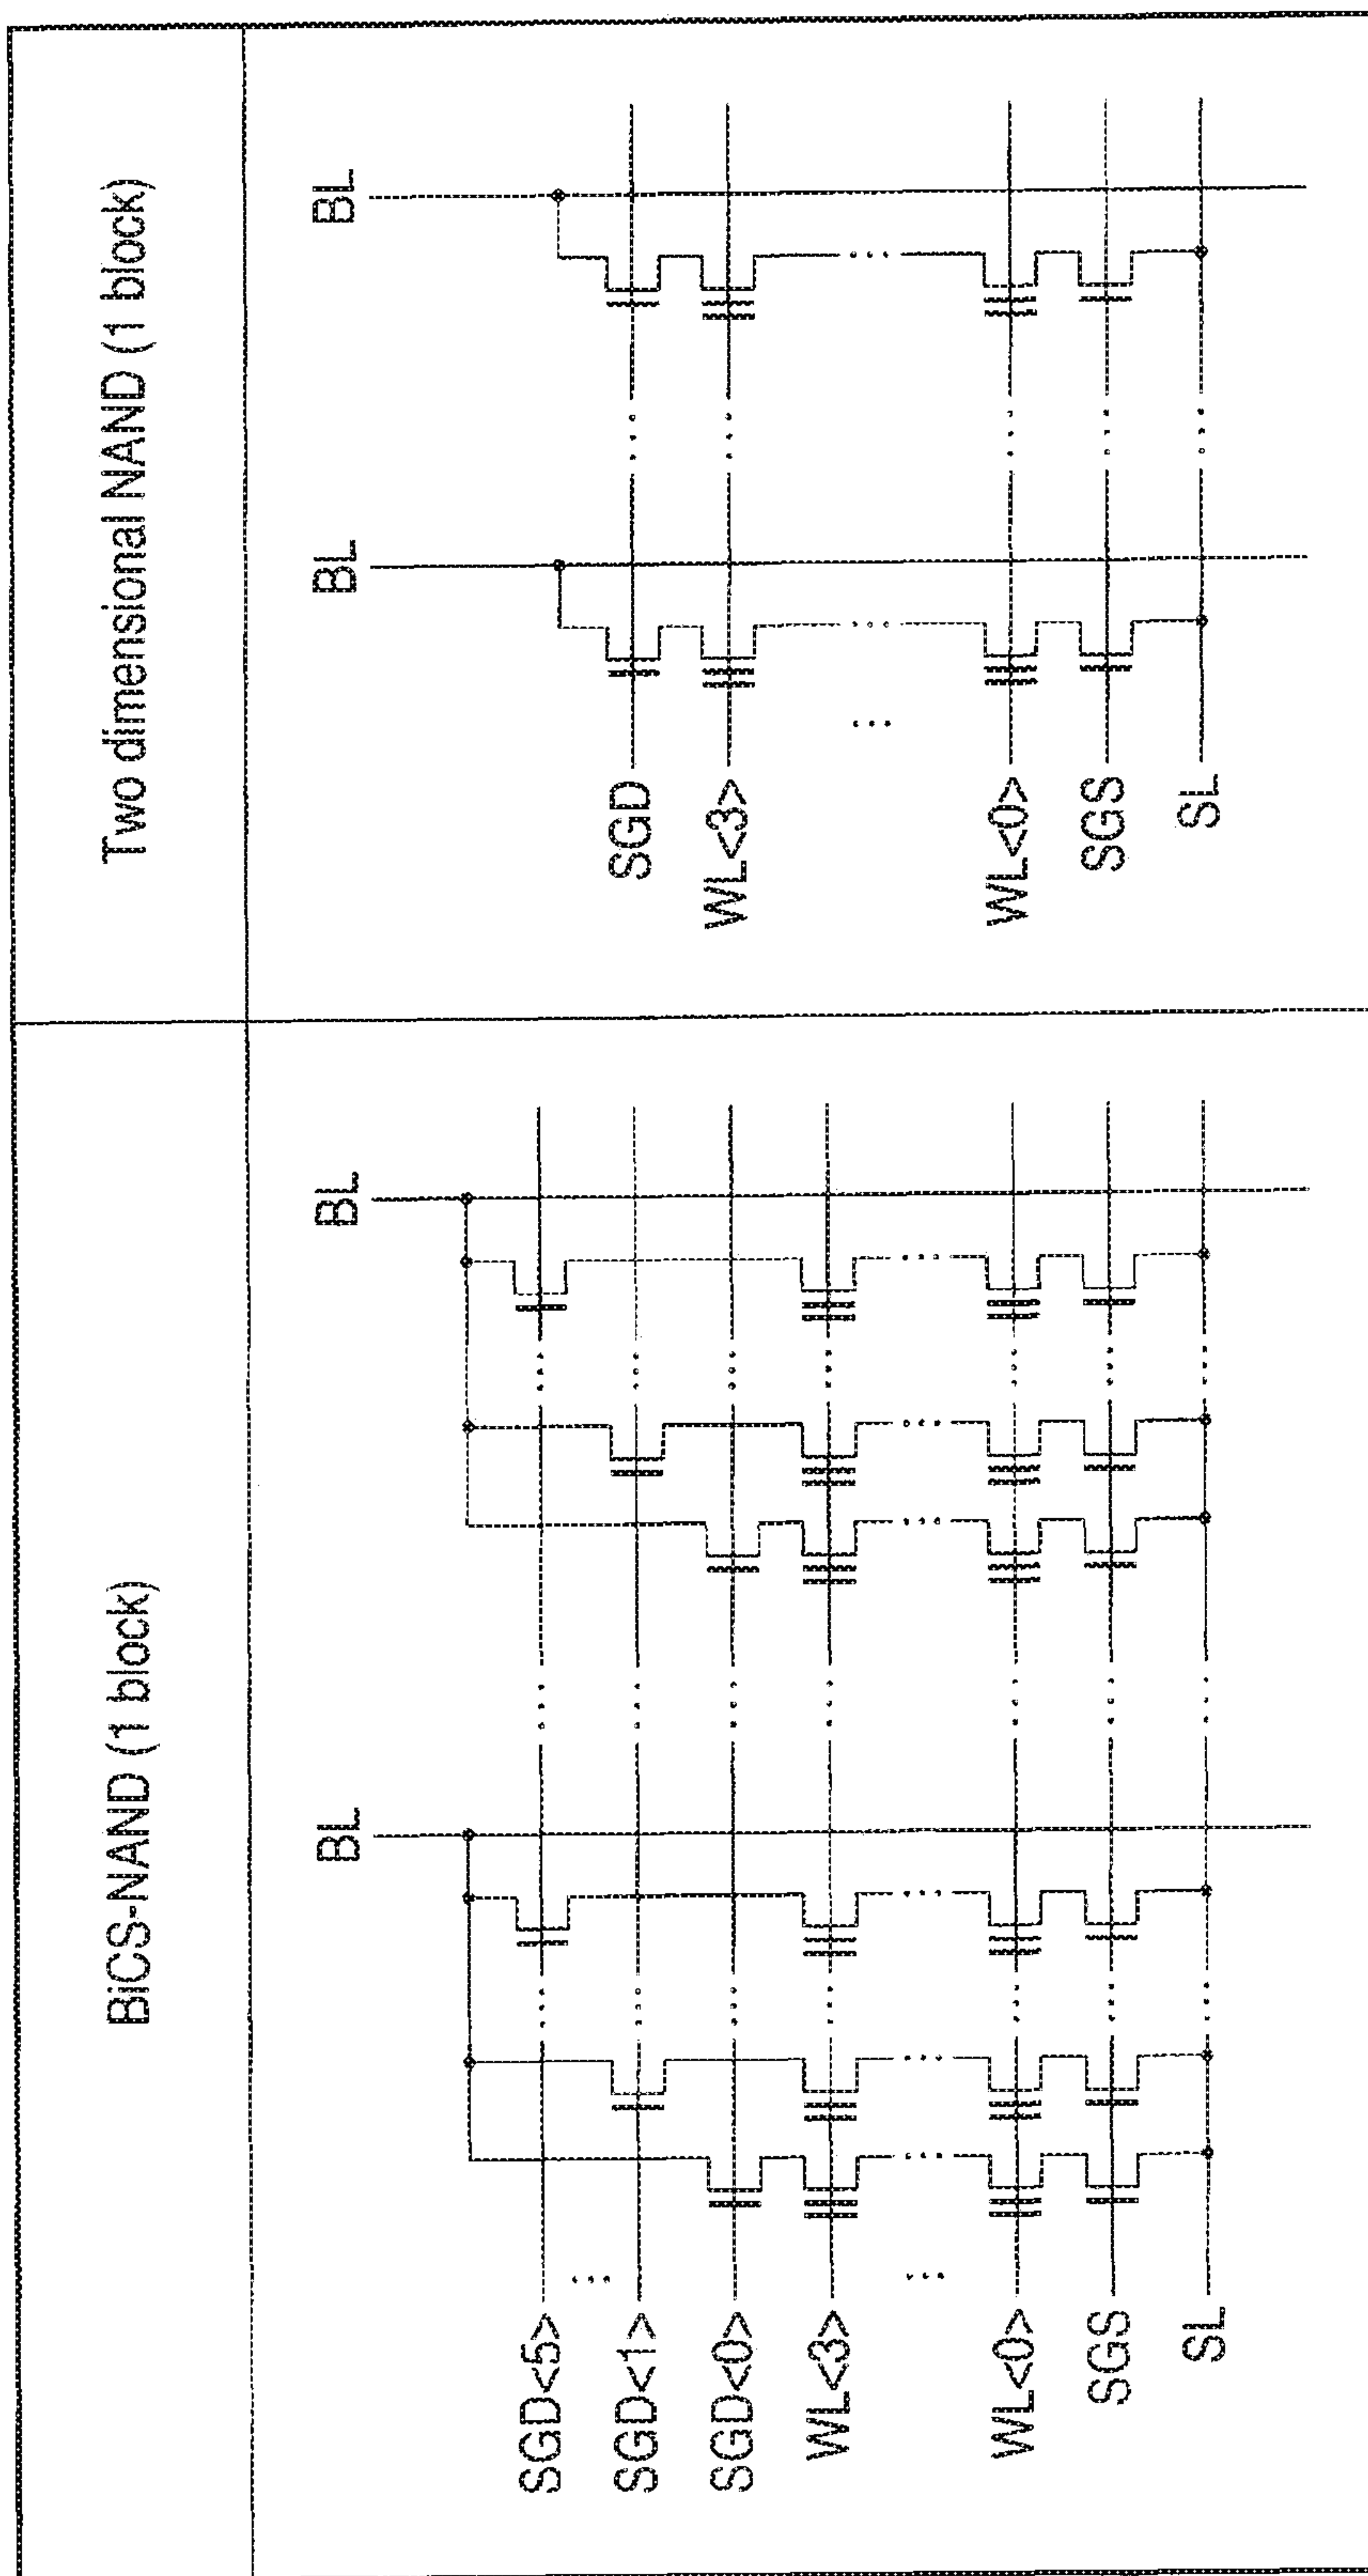 BiCS-NAND (1 block)
BL
BL
SGD<5>
SGD<1>
SGD<0>
WL<3>
WL<0>
SGS
SL
Two dimensional NAND (1 block)
BL
BL
SGD
WL<3>
WL<0>
SGS
SL